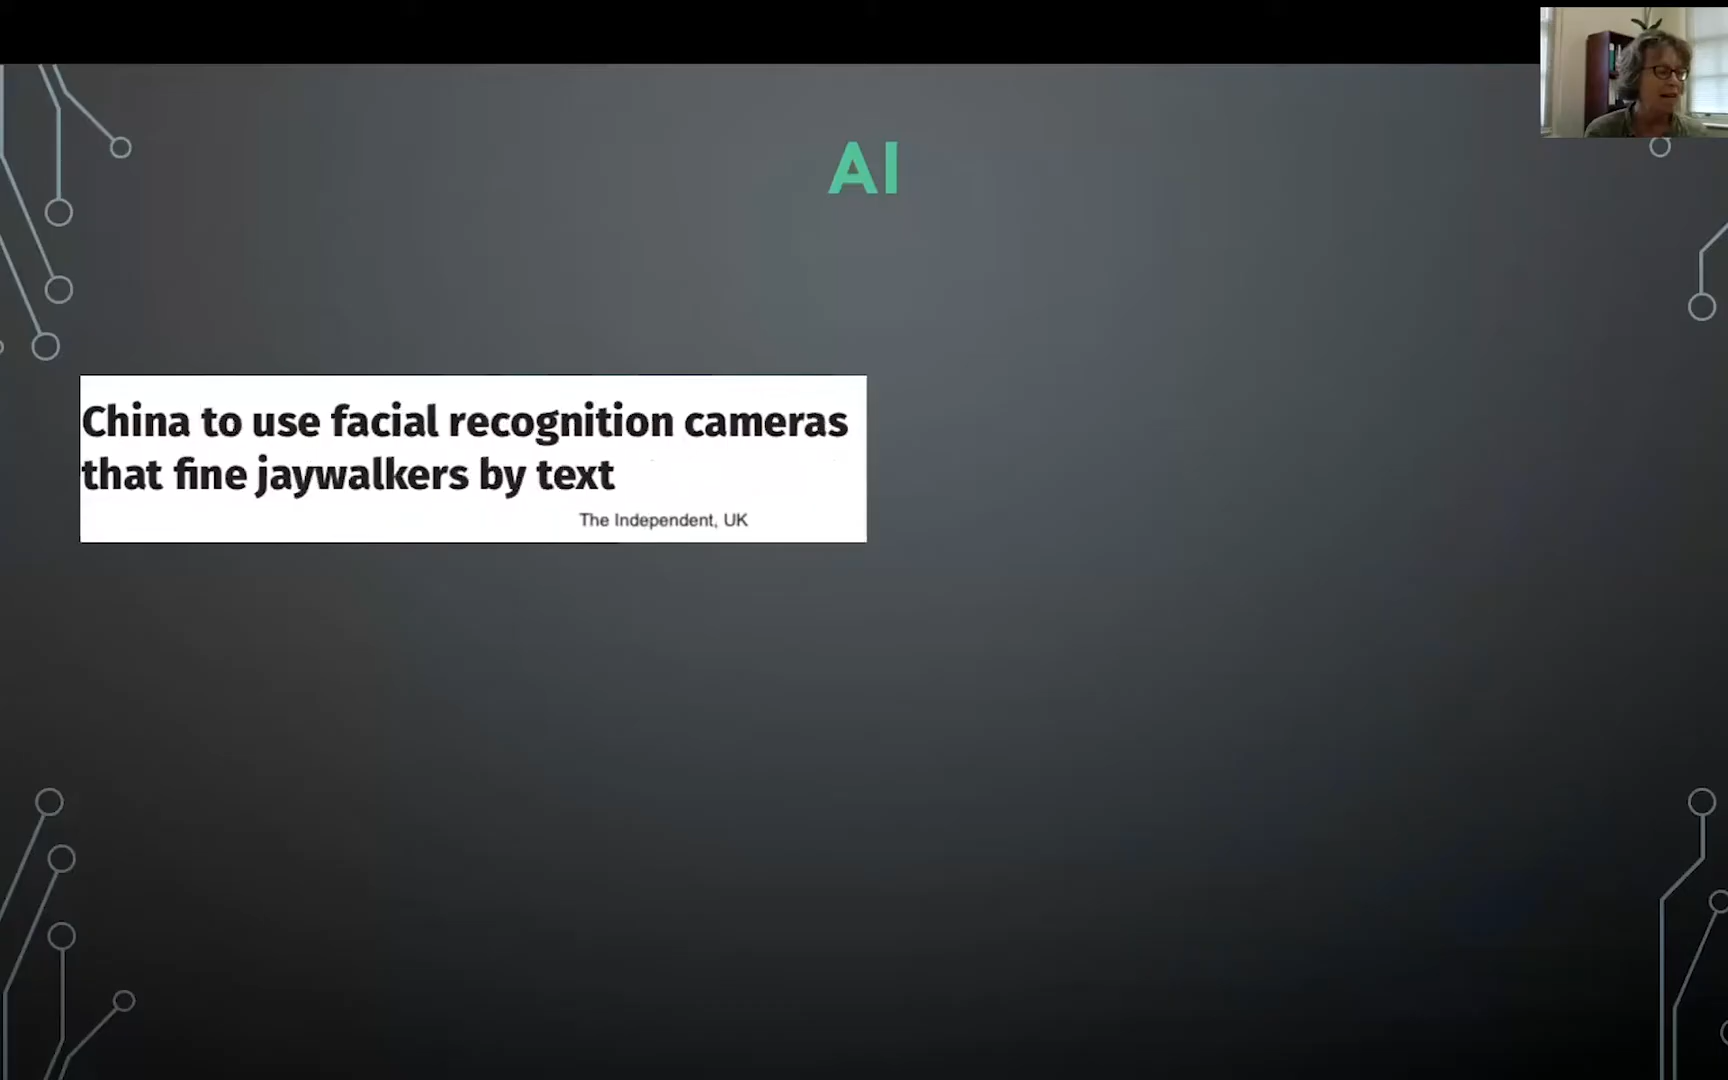 AI
China to use facial recognition cameras
that fine jaywalkers by text
The Independent, UK